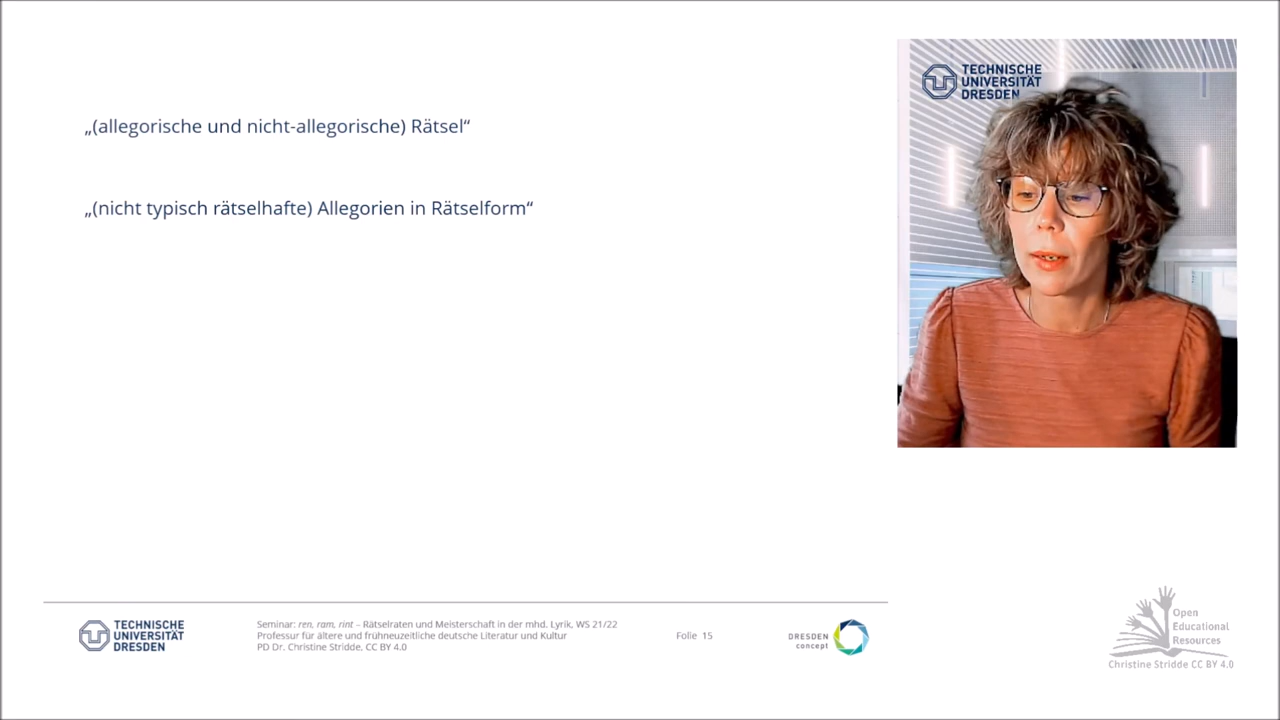 „(allegorische und nicht-allegorische) Rätsel“
„(nicht typisch rätselhafte) Allegorien in Rätselform“
TECHNISCHE
UNIVERSITÄT
DRESDEN
TECHNISCHE
UNIVERSITÄT
DRESDEN
Seminar: ren, ram, rint – Rätselraten und Meisterschaft in der mhd. Lyrik, WS 21/22
Professur für ältere und frühneuzeitliche deutsche Literatur und Kultur
PD Dr. Christine Stridde, CC BY 4.0
Folie 15
DRESDEN
concept
Open
Educational
Resources
Christine Stridde CC BY 4.0